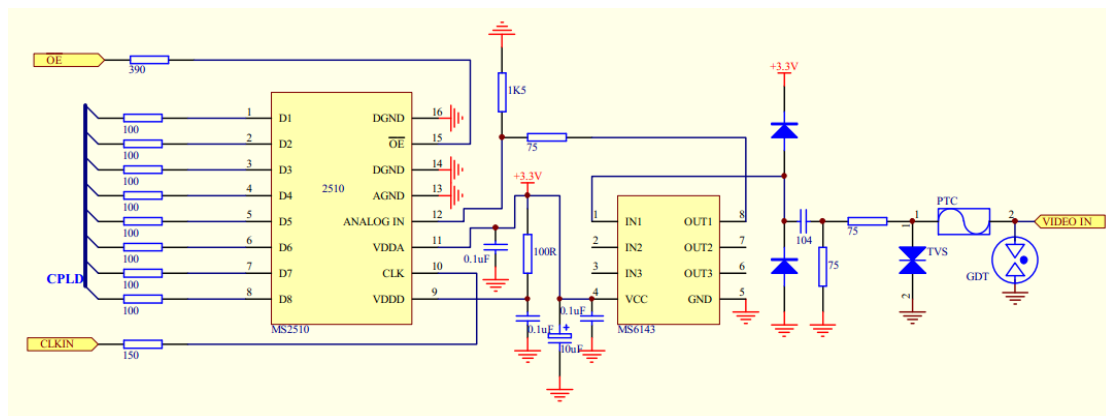 OE
390
CPLD
100
100
100
100
100
100
100
100
CLKIN
150
1
2
3
4
5
6
7
8
D1
D2
D3
D4
D5
D6
D7
D8
2510
DGND
OE
DGND
AGND
ANALOG IN
VDDA
CLK
VDDD
16
15
14
13
12
11
10
9
MS2510
1K5
75
+3.3V
0.1uF
100R
0.1uF
10uF
+
0.1uF
1
2
3
4
IN1
IN2
IN3
VCC
OUT1
OUT2
OUT3
GND
8
7
6
5
MS6143
+3.3V
104
75
75
1
PTC
2
VIDEO IN
1
TVS
2
GDT